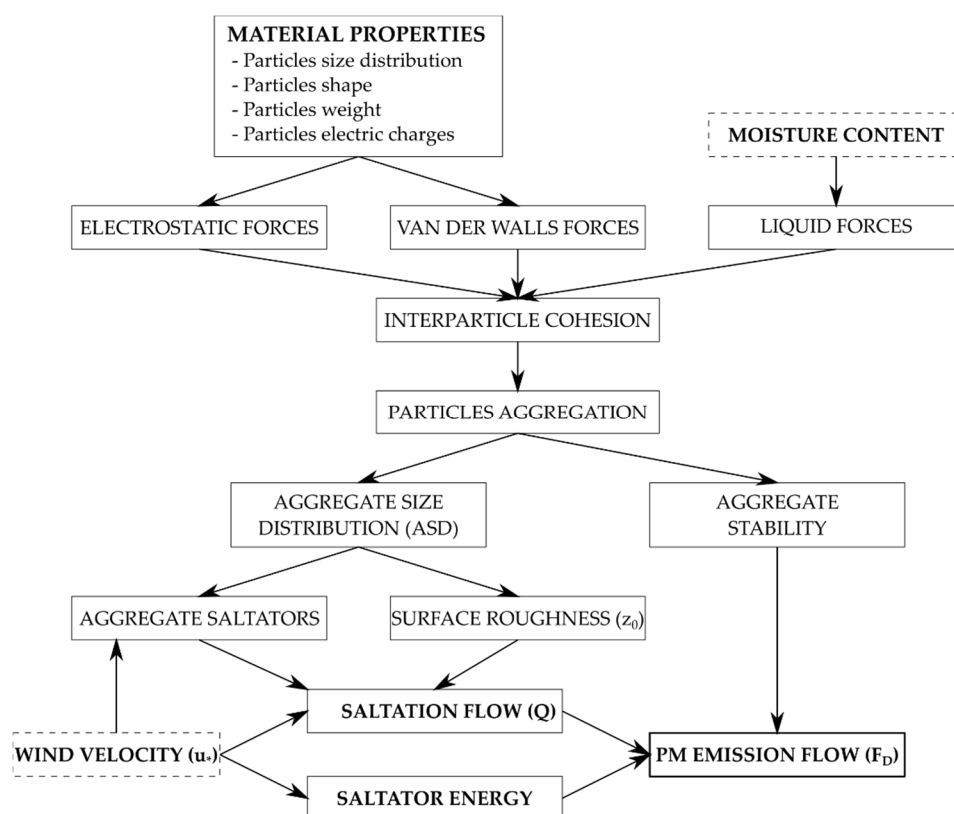 MATERIAL PROPERTIES
- Particles size distribution
- Particles shape
- Particles weight
- Particles electric charges
MOISTURE CONTENT
ELECTROSTATIC FORCES
VAN DER WALLS FORCES
LIQUID FORCES
INTERPARTICLE COHESION
PARTICLES AGGREGATION
AGGREGATE SIZE
DISTRIBUTION (ASD)
AGGREGATE
STABILITY
AGGREGATE SALTATORS
SURFACE ROUGHNESS (z₀)
SALTATION FLOW (Q)
WIND VELOCITY (u*)
PM EMISSION FLOW (F_D)
SALTATOR ENERGY